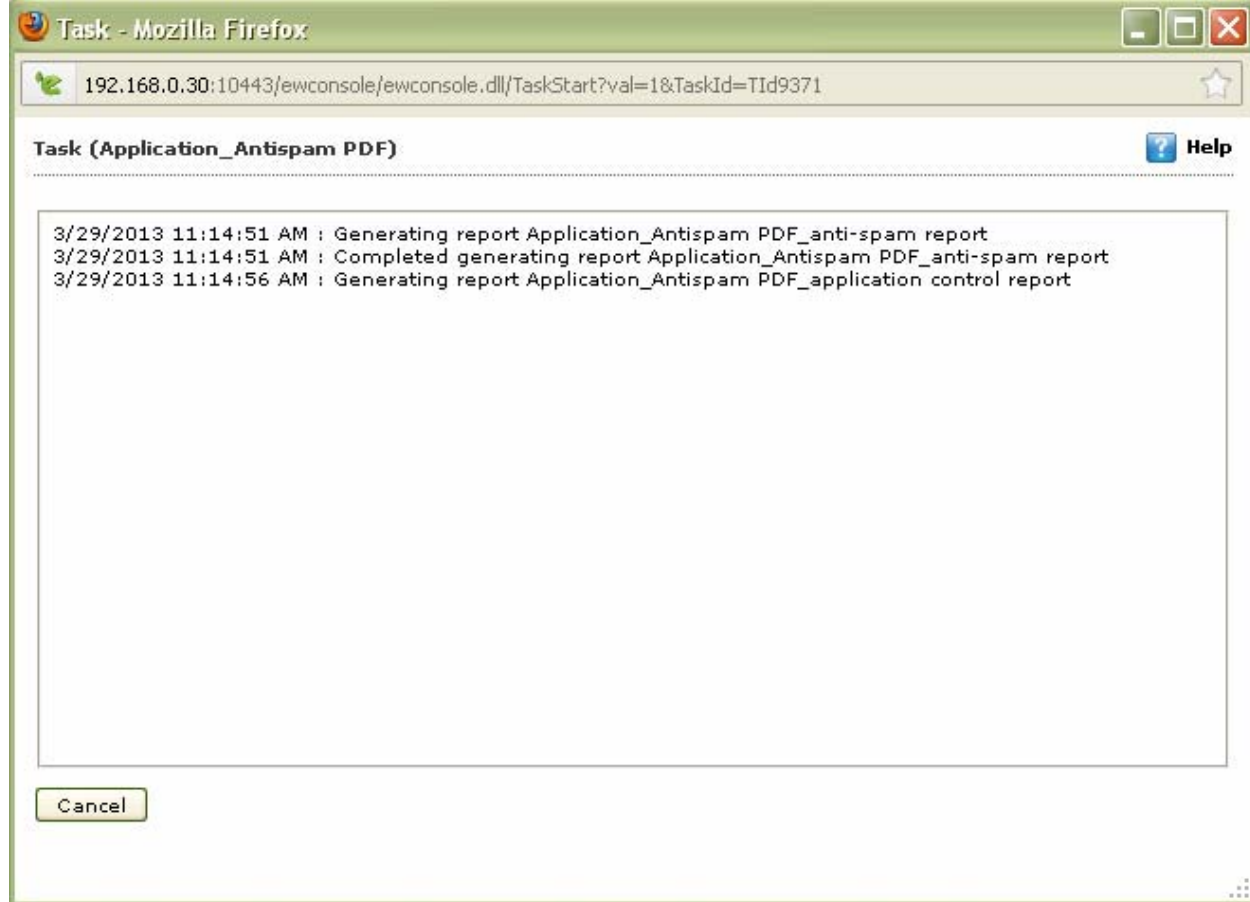 Task - Mozilla Firefox
192.168.0.30:10443/ewconsole/ewconsole.dll/TaskStart?val=1&TaskId=TId9371
Task (Application_Antispam PDF)
? Help
3/29/2013 11:14:51 AM : Generating report Application_Antispam PDF_anti-spam report
3/29/2013 11:14:51 AM : Completed generating report Application_Antispam PDF_anti-spam report
3/29/2013 11:14:56 AM : Generating report Application_Antispam PDF_application control report
Cancel